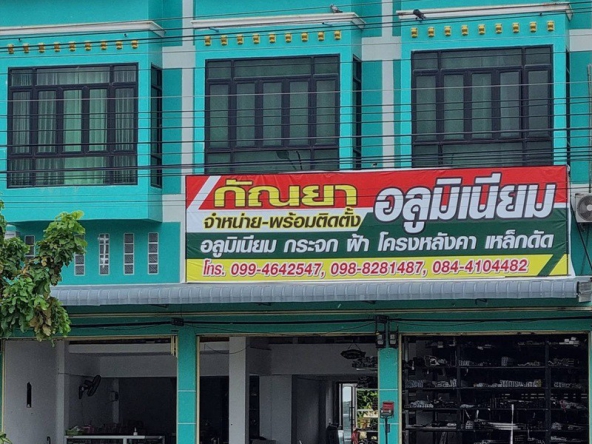 กัณยา อลูมิเนียม
จำหน่าย-พร้อมติดตั้ง
อลูมิเนียม กระจก ฝ้า โครงหลังคา เหล็กดัด
โทร. 099-4642547, 098-8281487, 084-4104482